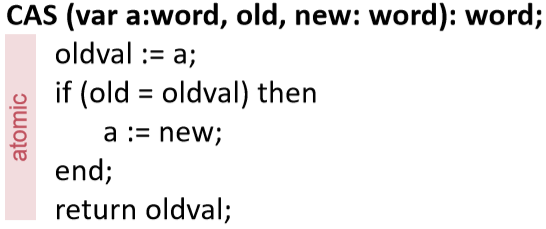 CAS (var a:word, old, new: word): word;
oldval := a;
if (old = oldval) then
a := new;
end;
return oldval;
atomic